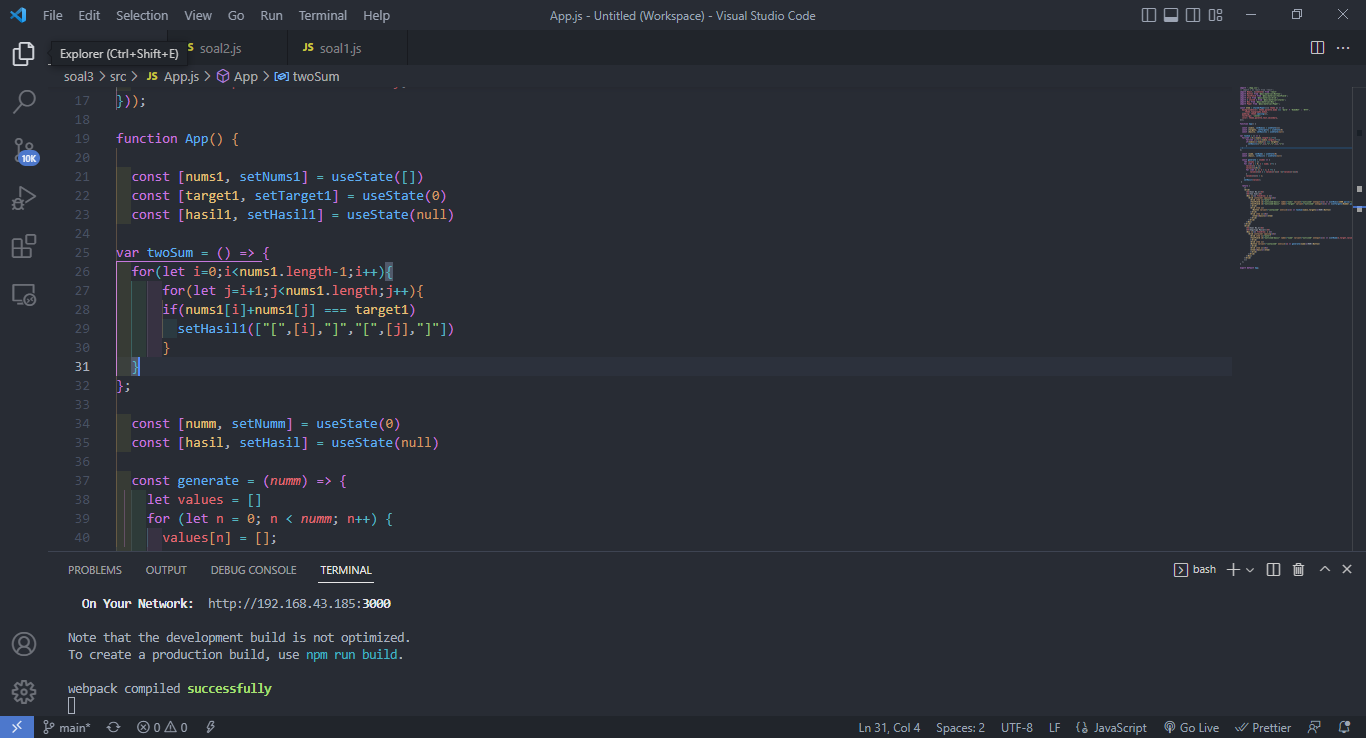 File Edit Selection View Go Run Terminal Help App.js - Untitled (Workspace) - Visual Studio Code
Explorer (Ctrl+Shift+E) JS soal2.js JS soal1.js
soal3 > src > JS App.js > App > twoSum
17 }));
18
19 function App() {
20
21 const [nums1, setNums1] = useState([])
22 const [target1, setTarget1] = useState(0)
23 const [hasil1, setHasil1] = useState(null)
24
25 var twoSum = () => {
26 for(let i=0;i<nums1.length-1;i++){
27 for(let j=i+1;j<nums1.length;j++){
28 if(nums1[i]+nums1[j] === target1)
29 setHasil1(["[",[i],"]","[",[j],"]"])
30 }
31 }
32 };
33
34 const [numm, setNumm] = useState(0)
35 const [hasil, setHasil] = useState(null)
36
37 const generate = (numm) => {
38 let values = []
39 for (let n = 0; n < numm; n++) {
40 values[n] = [];
10K
PROBLEMS OUTPUT DEBUG CONSOLE TERMINAL bash
On Your Network: http://192.168.43.185:3000
Note that the development build is not optimized.
To create a production build, use npm run build.
webpack compiled successfully
main* 0 0 Ln 31, Col 4 Spaces: 2 UTF-8 LF JavaScript Go Live Prettier